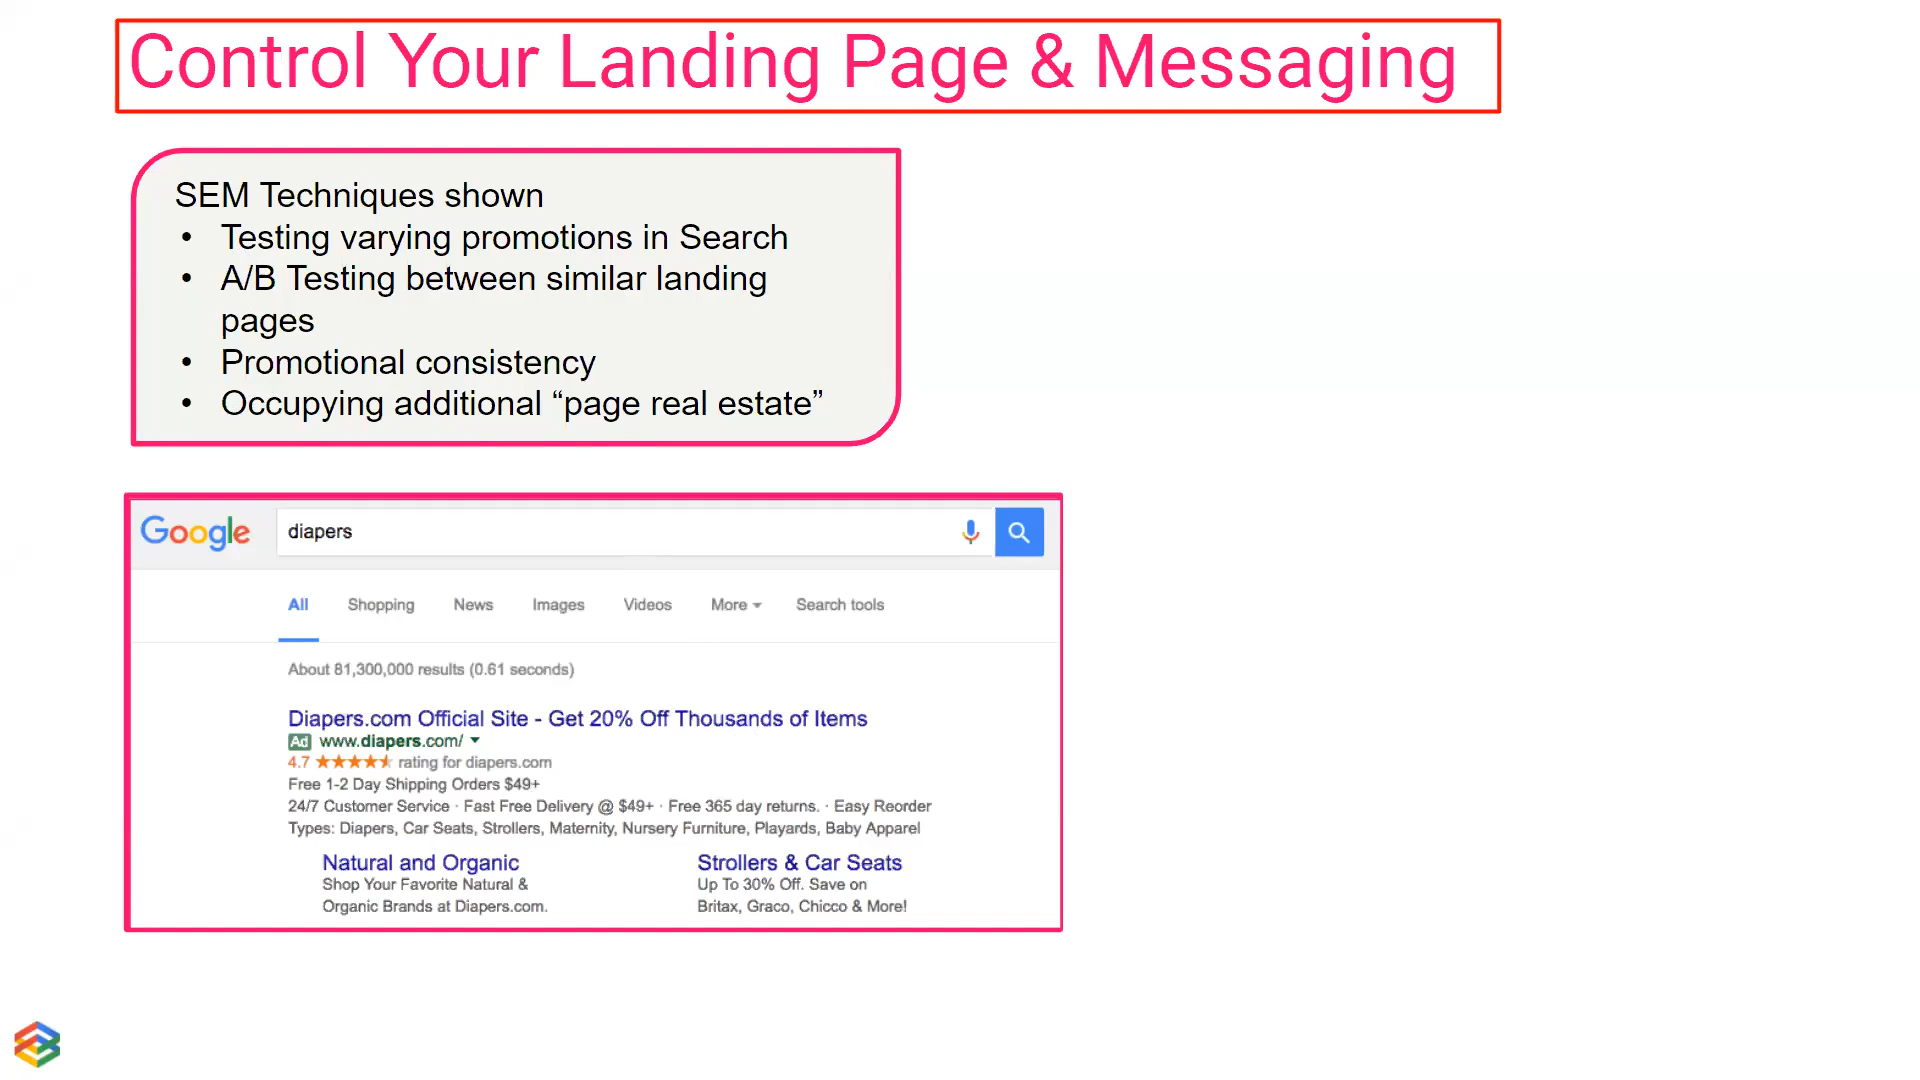 Control Your Landing Page & Messaging
SEM Techniques shown
• Testing varying promotions in Search
• A/B Testing between similar landing
pages
• Promotional consistency
• Occupying additional “page real estate”
Google
diapers
All Shopping News Images Videos More Search tools
About 81,300,000 results (0.61 seconds)
Diapers.com Official Site - Get 20% Off Thousands of Items
Ad www.diapers.com/
4.7 ★★★★★ rating for diapers.com
Free 1-2 Day Shipping Orders $49+
24/7 Customer Service · Fast Free Delivery @ $49+ · Free 365 day returns. · Easy Reorder
Types: Diapers, Car Seats, Strollers, Maternity, Nursery Furniture, Playards, Baby Apparel
Natural and Organic
Shop Your Favorite Natural &
Organic Brands at Diapers.com.
Strollers & Car Seats
Up To 30% Off. Save on
Britax, Graco, Chicco & More!